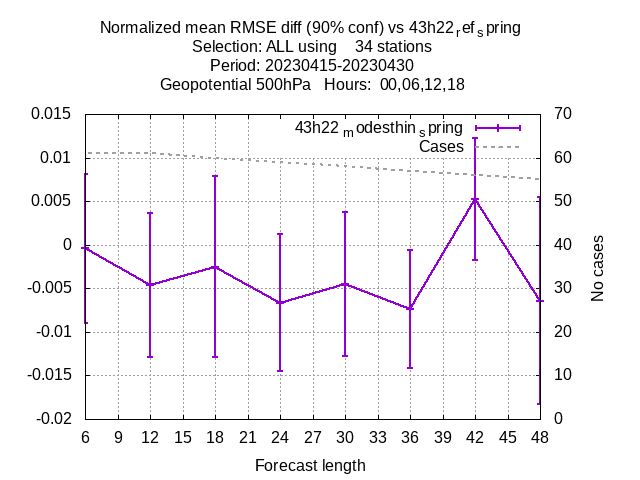 Normalized mean RMSE diff (90% conf) vs 43h22ᵣefₛpring
Selection: ALL using    34 stations
Period: 20230415-20230430
Geopotential 500hPa   Hours:  00,06,12,18
0.015
0.01
0.005
0
-0.005
-0.01
-0.015
-0.02
43h22 ₘodesthinₛpring
Cases
70
60
50
40
30
20
10
0
No cases
6 9 12 15 18 21 24 27 30 33 36 39 42 45 48
Forecast length